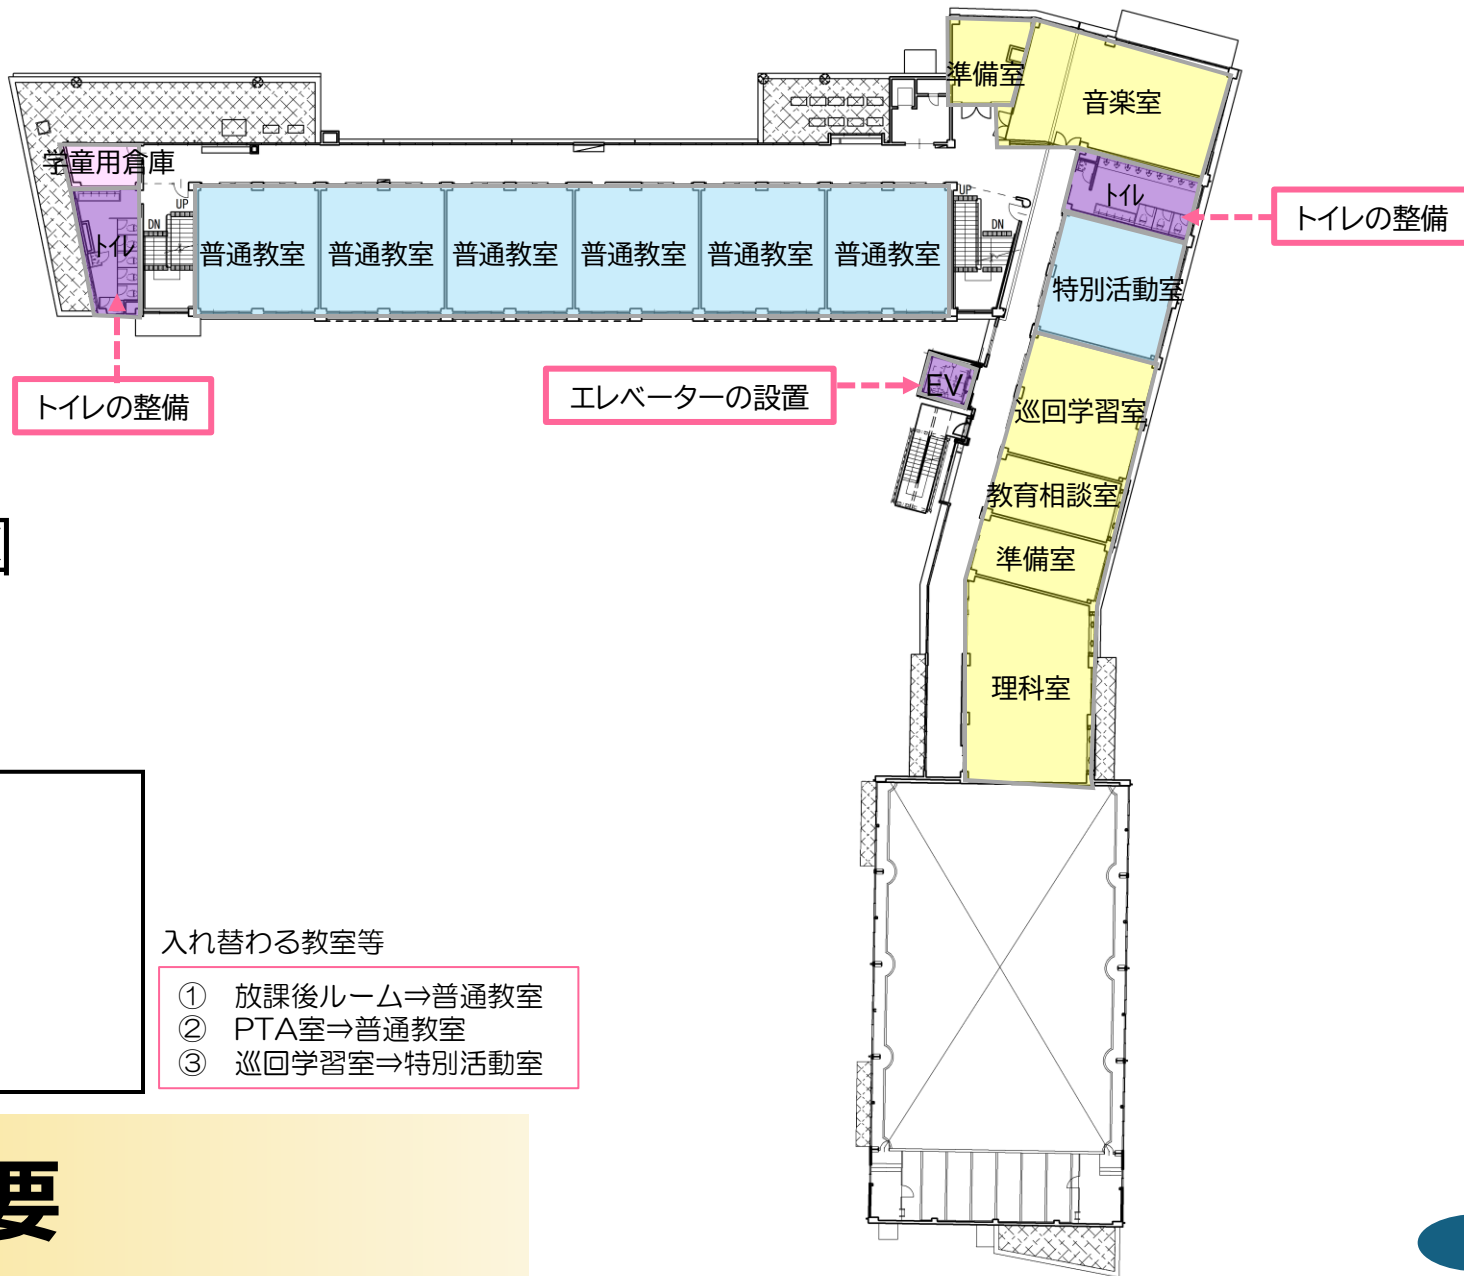 準備室
音楽室
学童用倉庫
トイレ
トイレの整備
UP
DN
トイレ
普通教室
普通教室
普通教室
普通教室
普通教室
普通教室
UP
DN
特別活動室
トイレの整備
エレベーターの設置
EV
巡回学習室
教育相談室
準備室
理科室
入れ替わる教室等
① 放課後ルーム⇒普通教室
② PTA室⇒普通教室
③ 巡回学習室⇒特別活動室
要